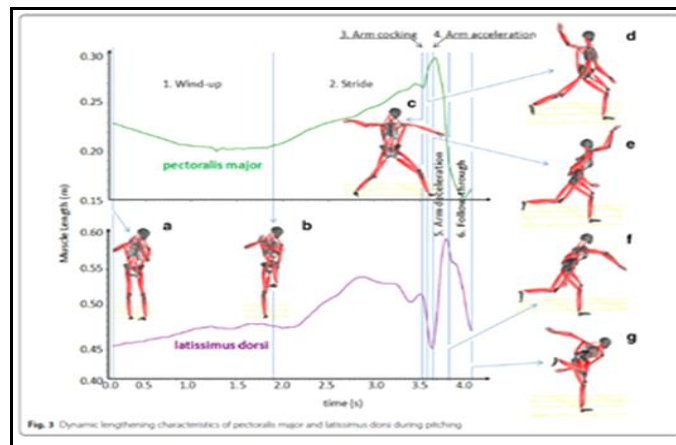 3. Arm cocking 4. Arm acceleration d
0.30
1. Wind-up 2. Stride
0.25
c
0.20
e
pectoralis major
0.15
5. Arm deceleration
6. Follow-through
Muscle Length (m)
0.60
a b
f
0.55
0.50
g
0.45
latissimus dorsi
0.40
0.0 0.5 1.0 1.5 2.0 2.5 3.0 3.5 4.0
time (s)
Fig. 3 Dynamic lengthening characteristics of pectoralis major and latissimus dorsi during pitching